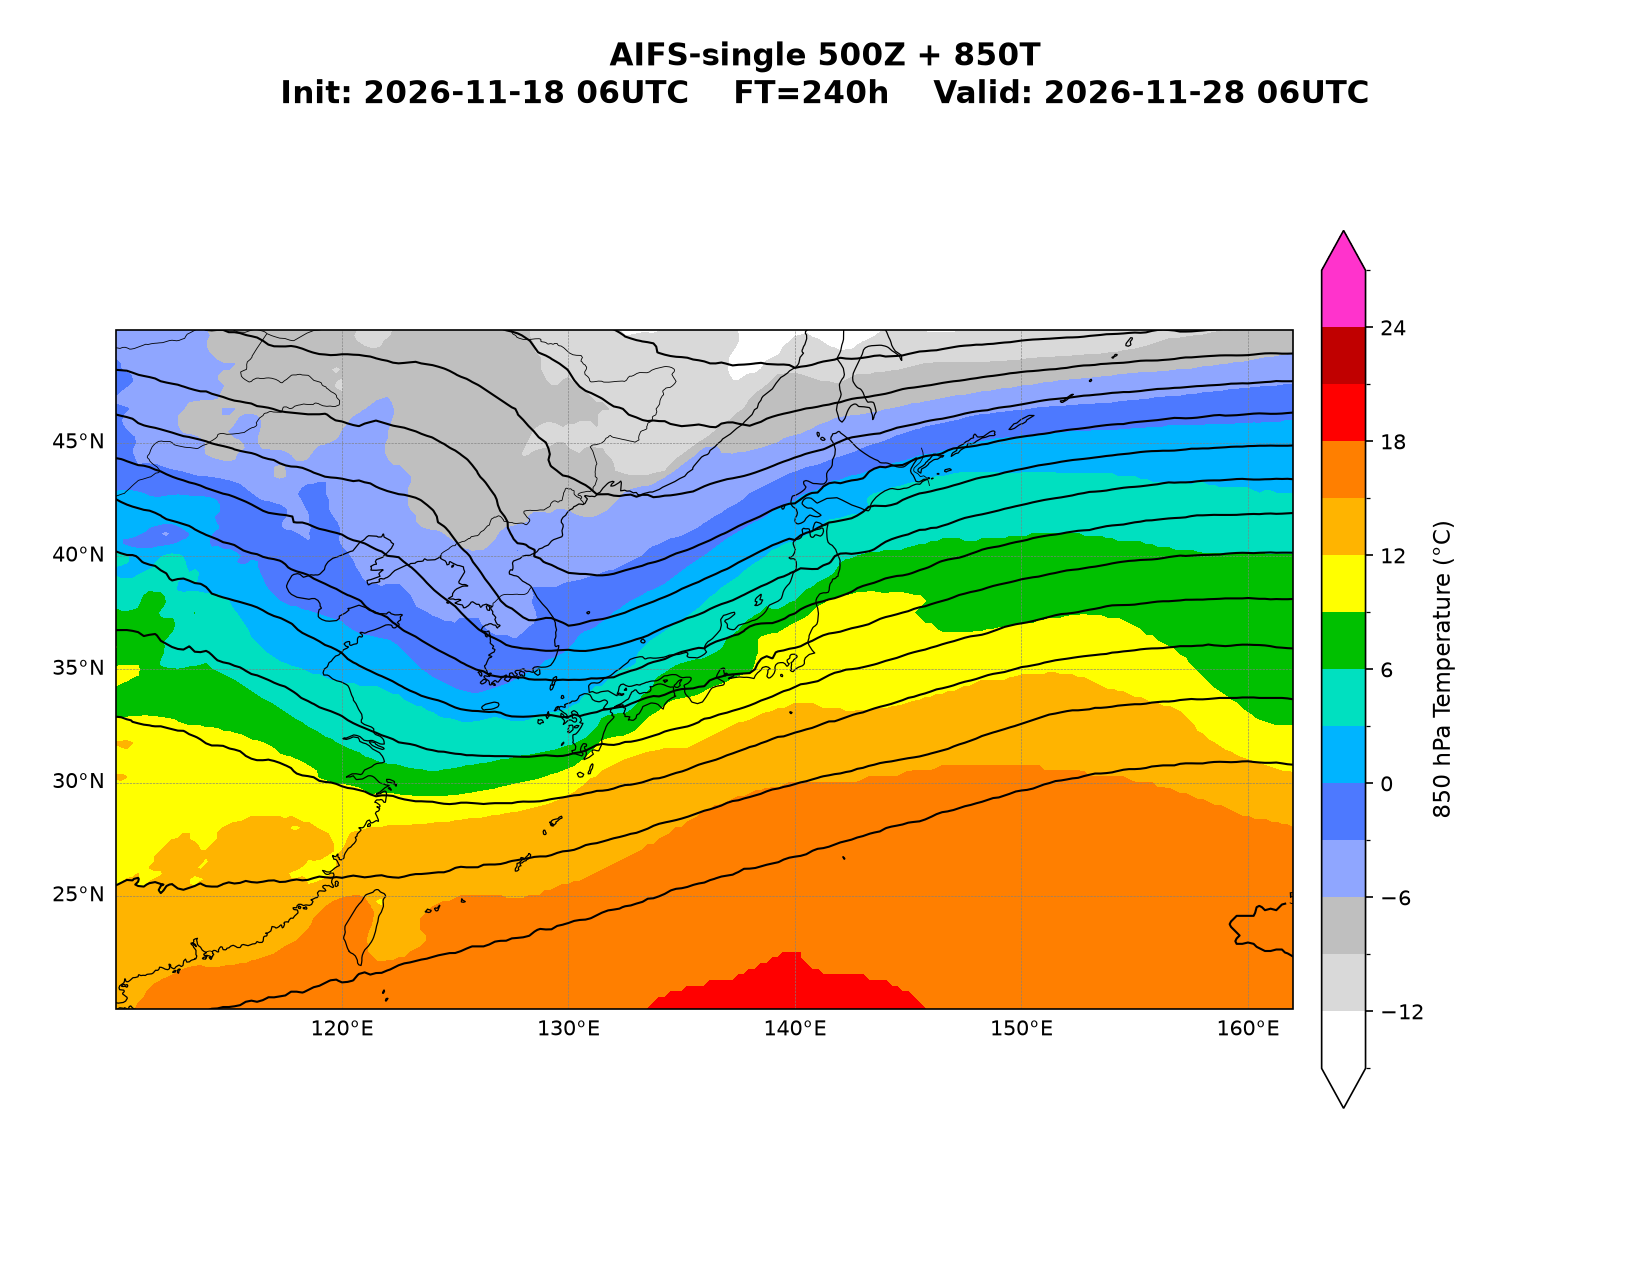 AIFS-single 500Z + 850T
Init: 2026-11-18 06UTC    FT=240h    Valid: 2026-11-28 06UTC
45°N
40°N
35°N
30°N
25°N
120°E
130°E
140°E
150°E
160°E
24
18
12
6
0
−6
−12
850 hPa Temperature (°C)